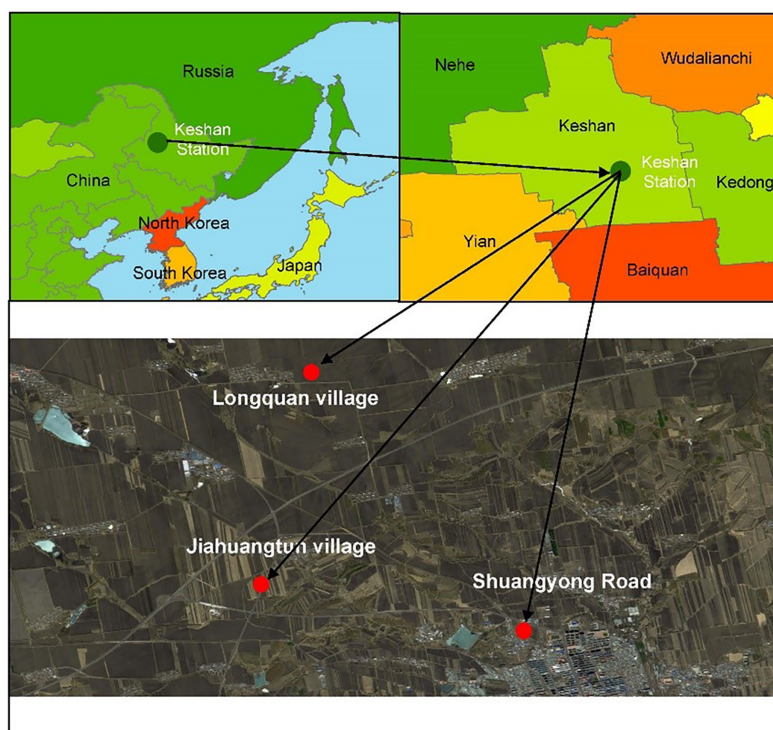 Russia
Keshan
Station
China
North Korea
South Korea
Japan
Nehe
Wudalianchi
Keshan
Keshan
Station
Kedong
Yian
Baiquan
Longquan village
Jiahuangtun village
Shuangyong Road